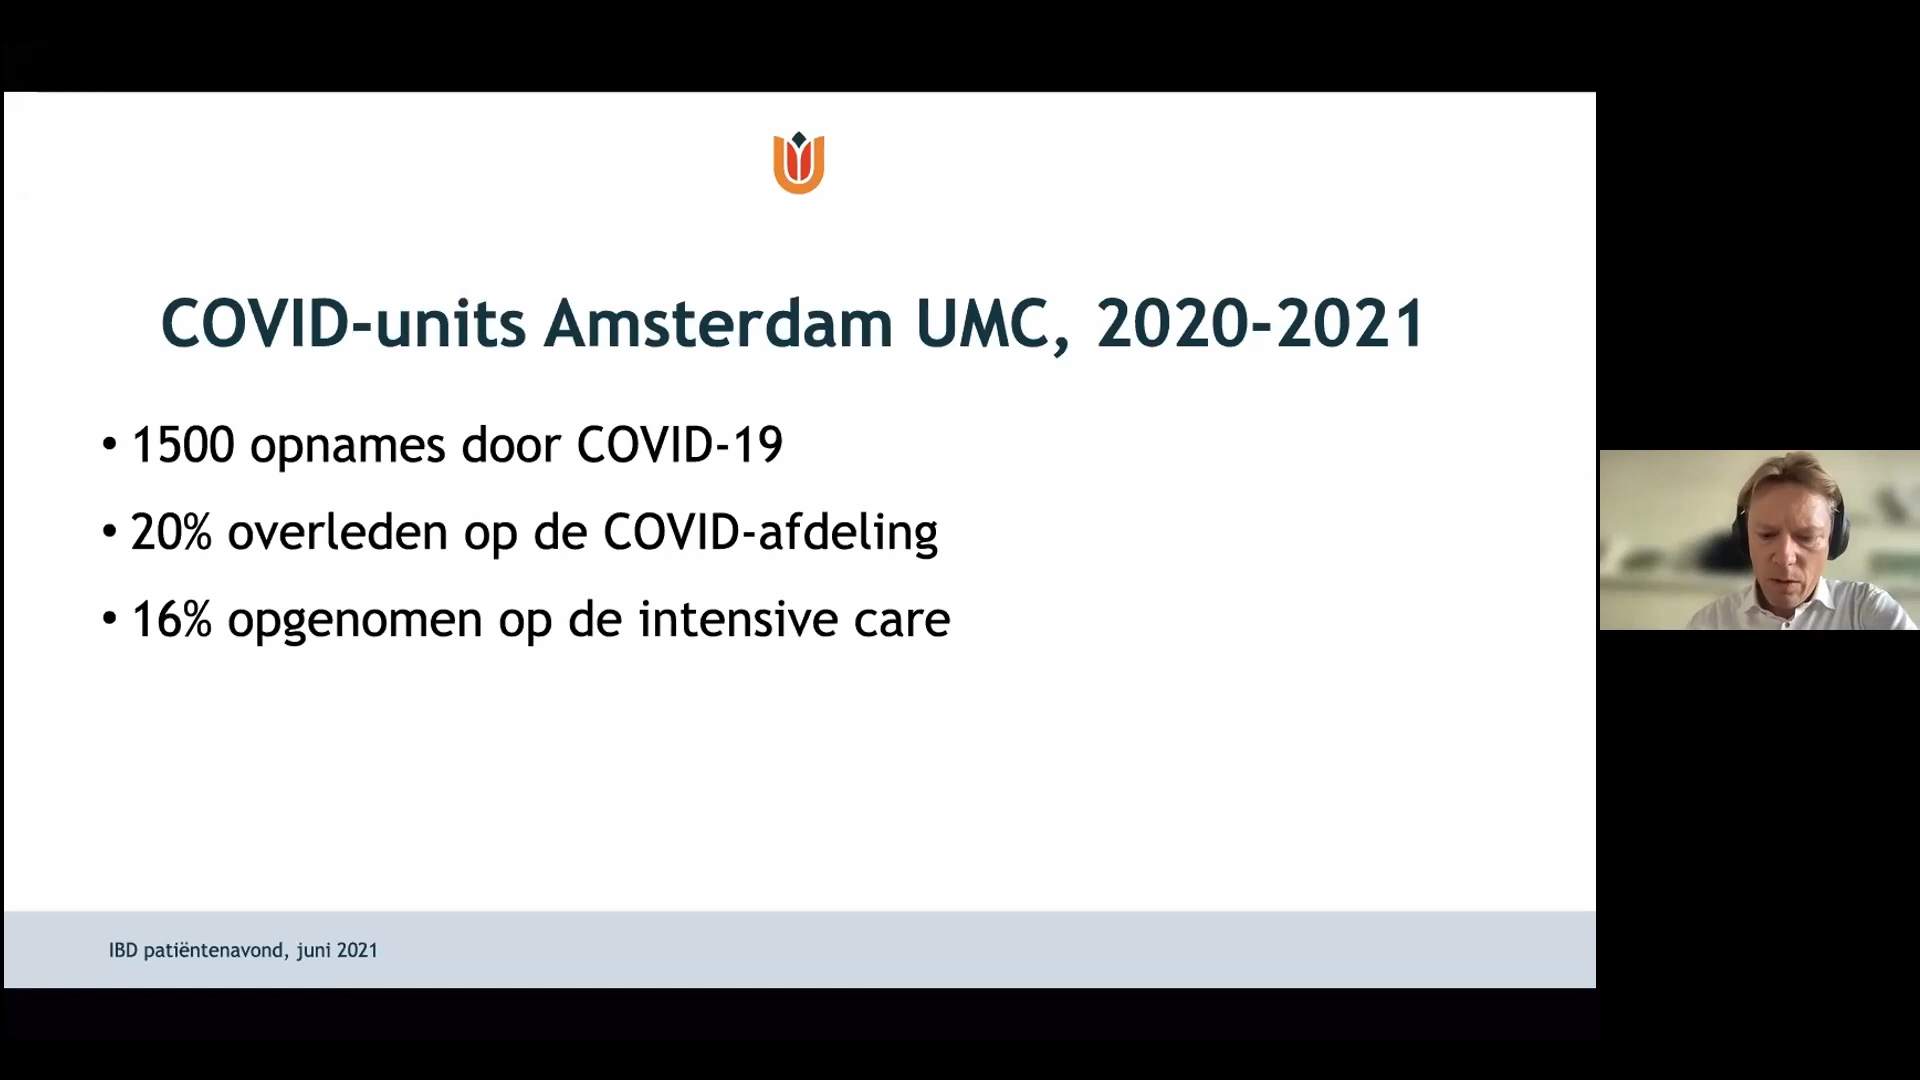 COVID-units Amsterdam UMC, 2020-2021
• 1500 opnames door COVID-19
• 20% overleden op de COVID-afdeling
• 16% opgenomen op de intensive care
IBD patiëntenavond, juni 2021